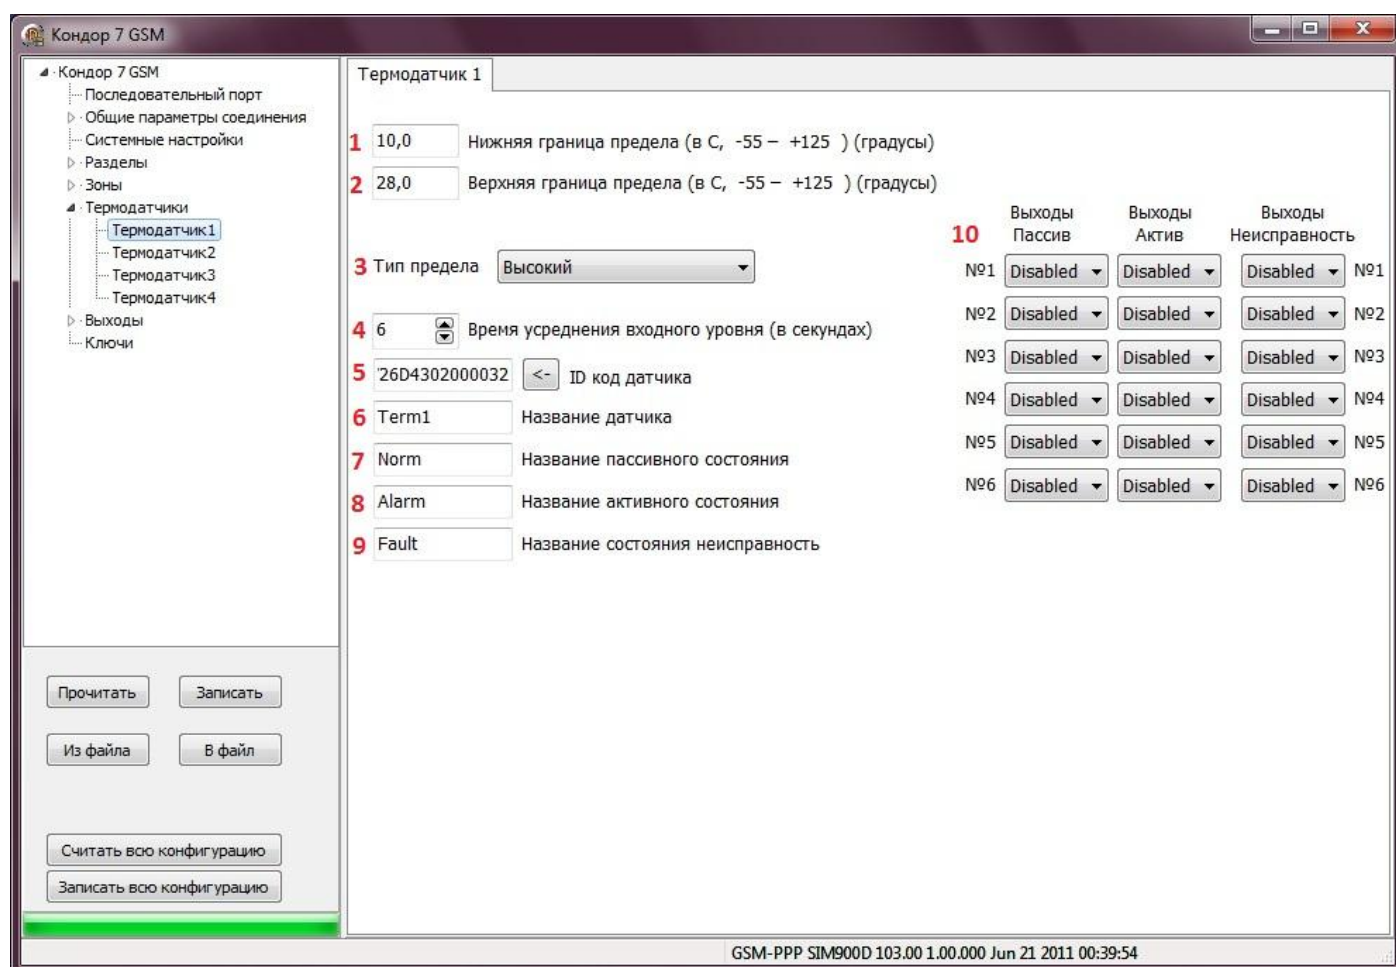 Кондор 7 GSM
Кондор 7 GSM
Последовательный порт
Общие параметры соединения
Системные настройки
Разделы
Зоны
Термодатчики
Термодатчик1
Термодатчик2
Термодатчик3
Термодатчик4
Выходы
Ключи
Прочитать Записать
Из файла В файл
Считать всю конфигурацию
Записать всю конфигурацию
Термодатчик 1
1 10,0 Нижняя граница предела (в С, -55 – +125 ) (градусы)
2 28,0 Верхняя граница предела (в С, -55 – +125 ) (градусы)
3 Тип предела Высокий
4 6 Время усреднения входного уровня (в секундах)
5 26D4302000032 <- ID код датчика
6 Term1 Название датчика
7 Norm Название пассивного состояния
8 Alarm Название активного состояния
9 Fault Название состояния неисправность
10 Выходы Пассив Выходы Актив Выходы Неисправность
№1 Disabled Disabled Disabled №1
№2 Disabled Disabled Disabled №2
№3 Disabled Disabled Disabled №3
№4 Disabled Disabled Disabled №4
№5 Disabled Disabled Disabled №5
№6 Disabled Disabled Disabled №6
GSM-PPP SIM900D 103.00 1.00.000 Jun 21 2011 00:39:54